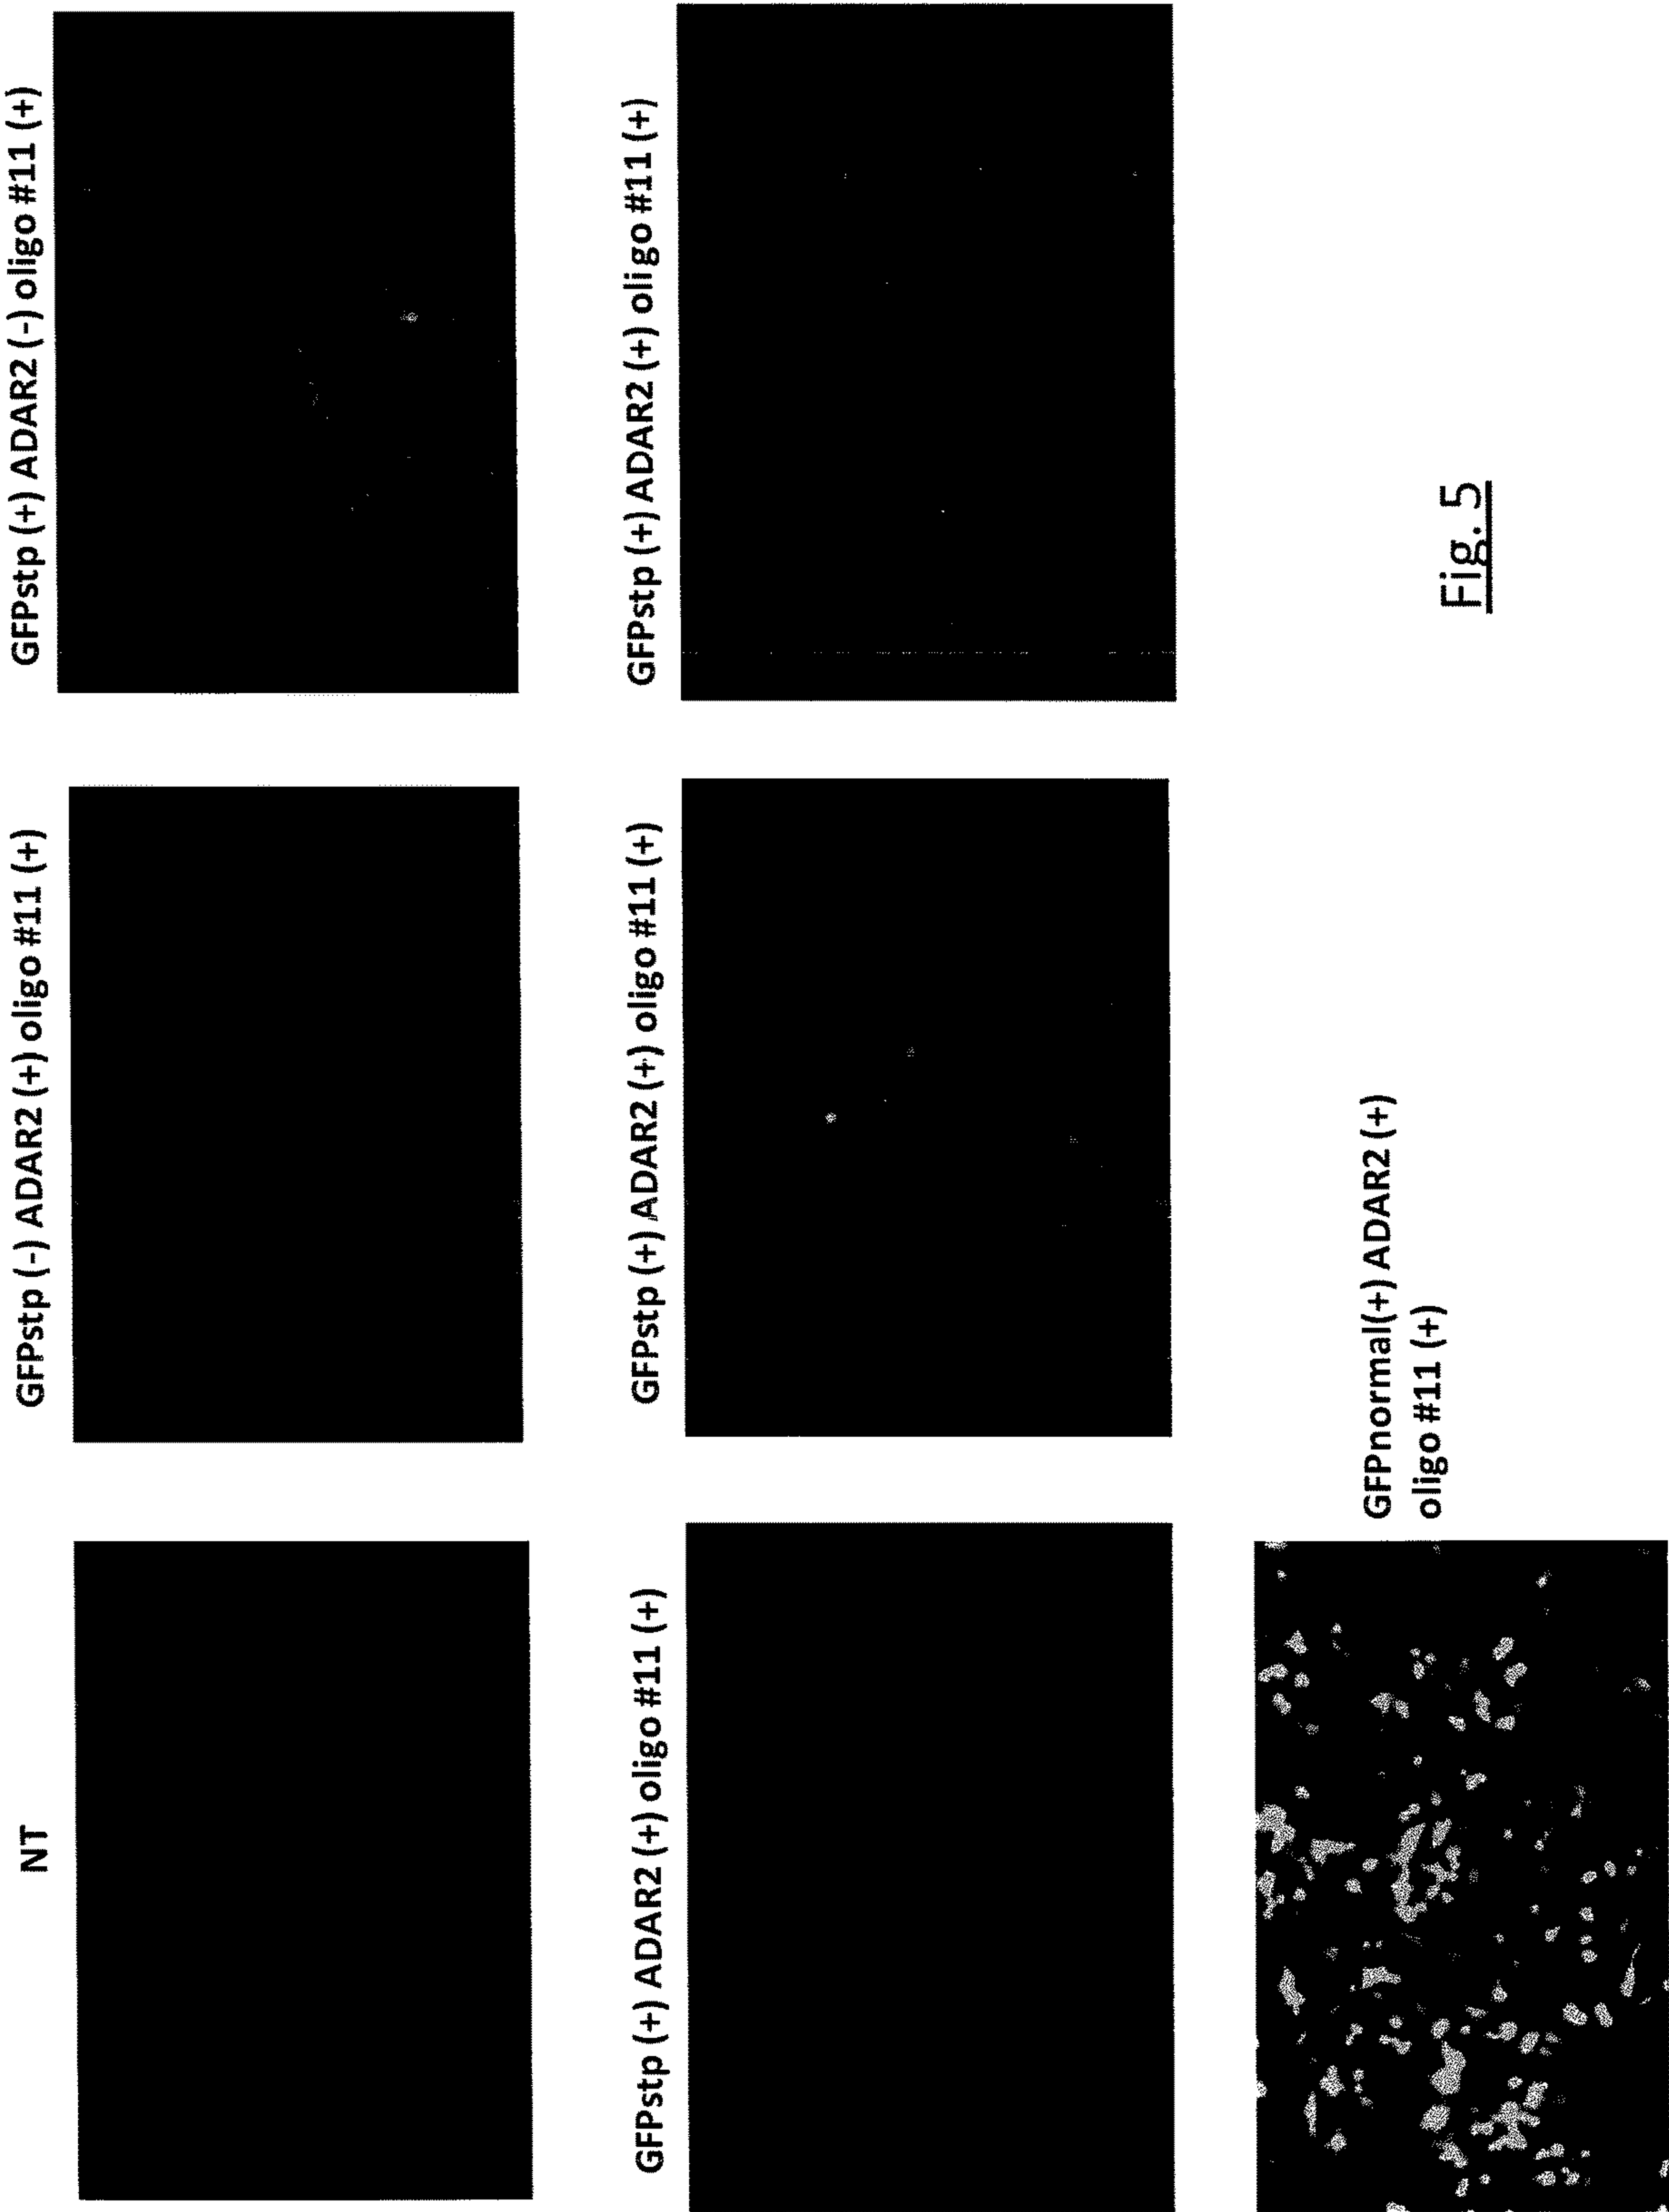 NT
GFPstp (-) ADAR2 (+) oligo #11 (+)
GFPstp (+) ADAR2 (-) oligo #11 (+)
GFPstp (+) ADAR2 (+) oligo #11 (+)
GFPstp (+) ADAR2 (+) oligo #11 (+)
GFPstp (+) ADAR2 (+) oligo #11 (+)
GFPnormal(+) ADAR2 (+)
oligo #11 (+)
Fig. 5